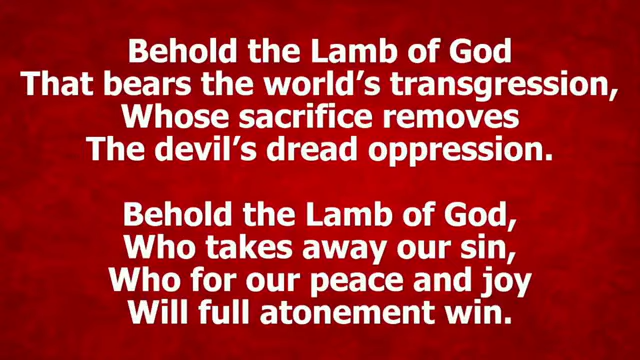 Behold the Lamb of God
That bears the world's transgression,
Whose sacrifice removes
The devil's dread oppression.
Behold the Lamb of God,
Who takes away our sin,
Who for our peace and joy
Will full atonement win.